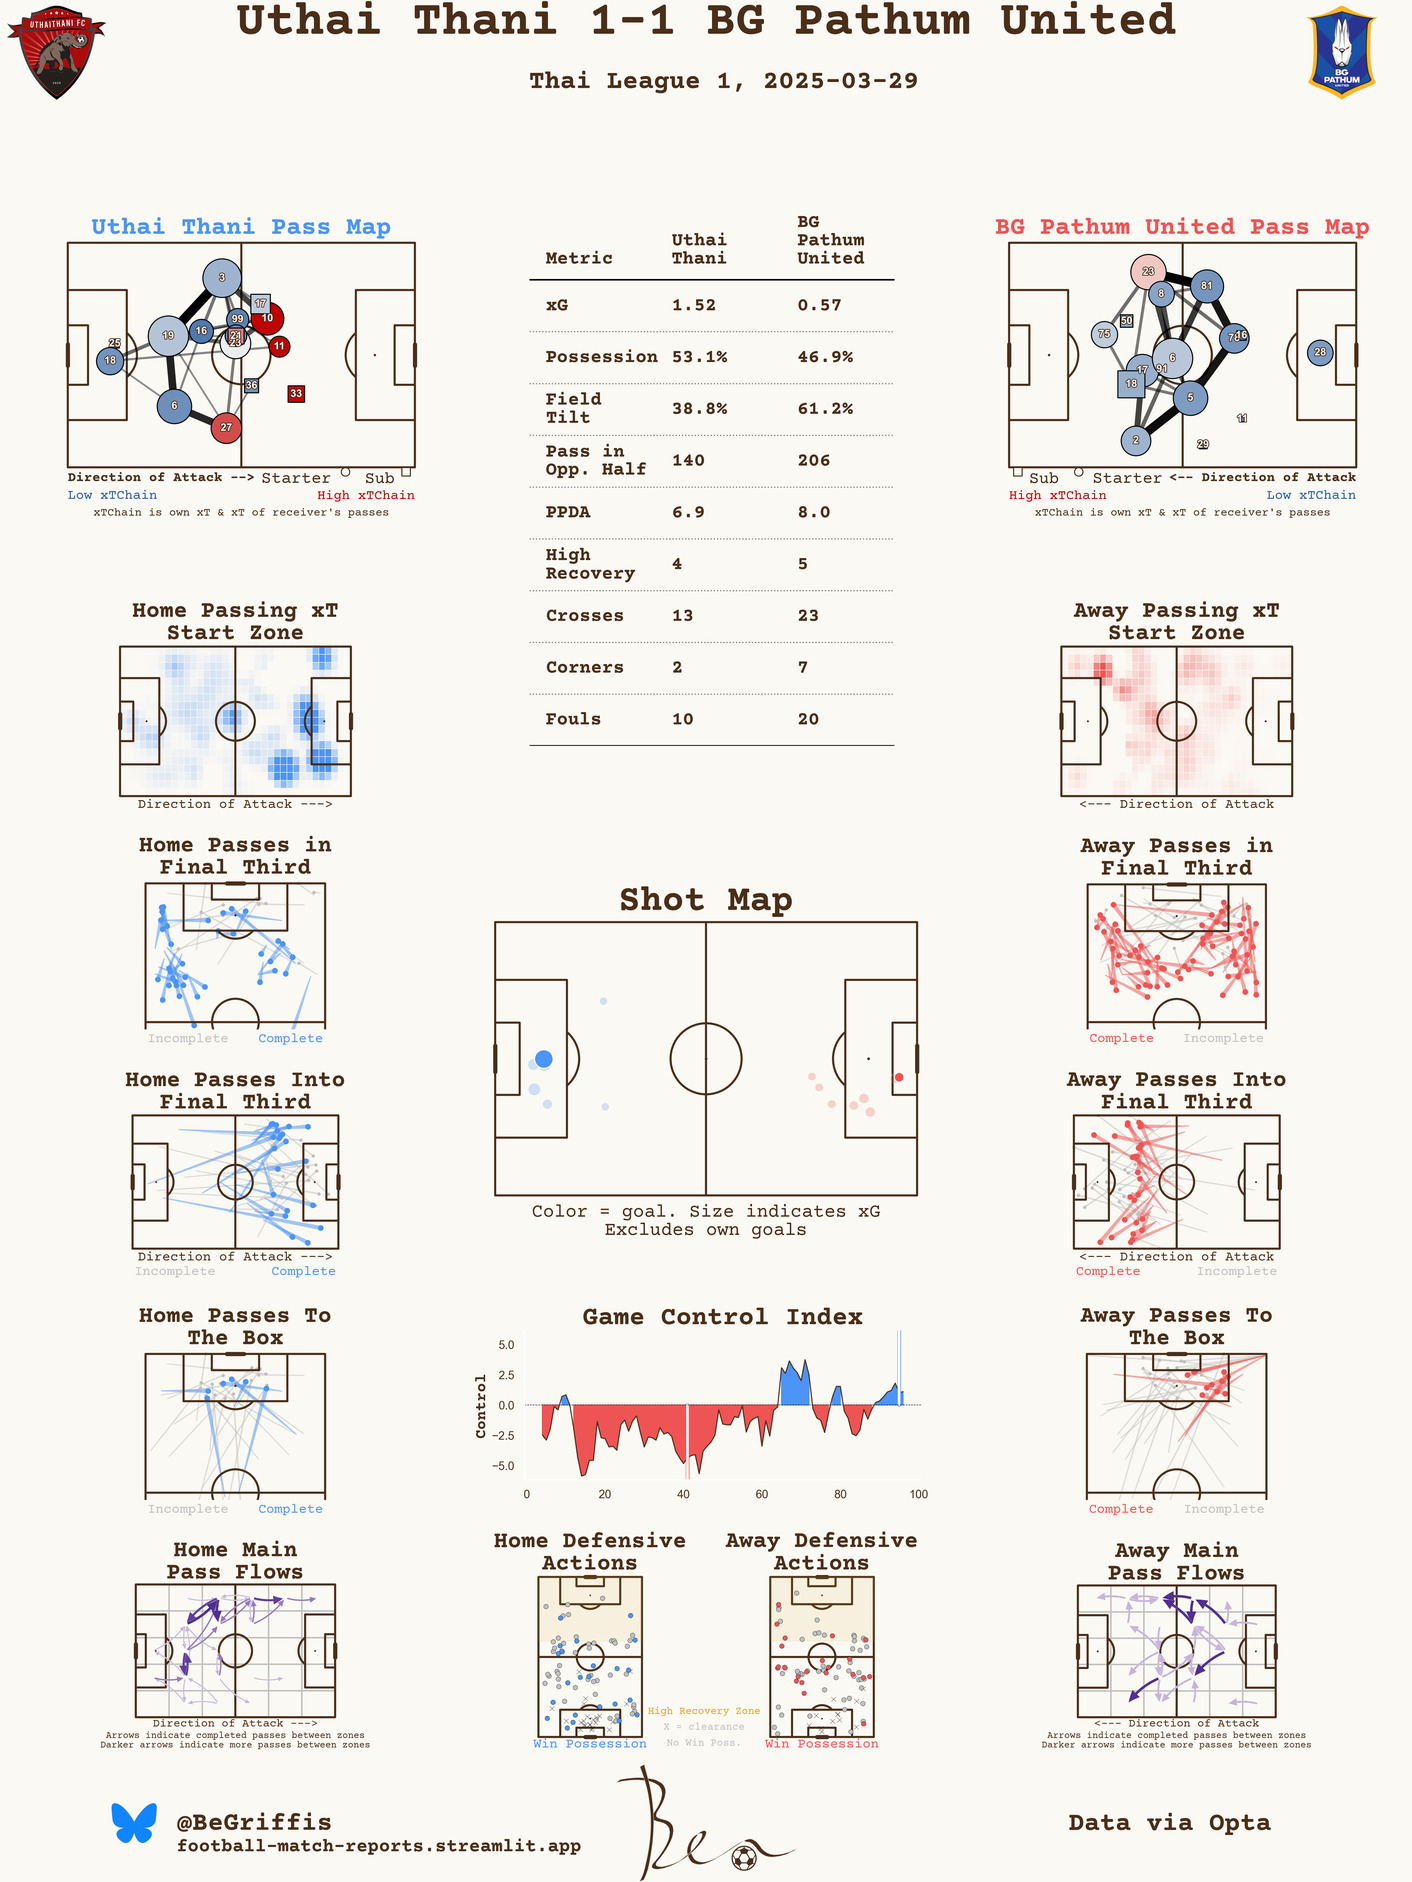 Uthai Thani 1-1 BG Pathum United
Thai League 1, 2025-03-29
UTHAITHANI FC
BG
PATHUM
UNITED
Uthai Thani Pass Map
3
17
10
99
16
21
23
19
11
25
18
36
33
6
27
Direction of Attack --> Starter Sub
Low xTChain High xTChain
xTChain is own xT & xT of receiver's passes
Metric Uthai Thani BG Pathum United
xG 1.52 0.57
Possession 53.1% 46.9%
Field Tilt 38.8% 61.2%
Pass in Opp. Half 140 206
PPDA 6.9 8.0
High Recovery 4 5
Crosses 13 23
Corners 2 7
Fouls 10 20
BG Pathum United Pass Map
23
8
81
50
75
16
28
6
17
91
18
5
11
2
29
Sub Starter <-- Direction of Attack
High xTChain Low xTChain
xTChain is own xT & xT of receiver's passes
Home Passing xT
Start Zone
Direction of Attack --->
Away Passing xT
Start Zone
<--- Direction of Attack
Home Passes in
Final Third
Incomplete Complete
Away Passes in
Final Third
Complete Incomplete
Shot Map
Color = goal. Size indicates xG
Excludes own goals
Home Passes Into
Final Third
Direction of Attack --->
Incomplete Complete
Away Passes Into
Final Third
<--- Direction of Attack
Complete Incomplete
Home Passes To
The Box
Incomplete Complete
Game Control Index
Control
5.0
2.5
0.0
−2.5
−5.0
0 20 40 60 80 100
Away Passes To
The Box
Complete Incomplete
Home Main
Pass Flows
Direction of Attack --->
Arrows indicate completed passes between zones
Darker arrows indicate more passes between zones
Home Defensive
Actions
Win Possession
Away Defensive
Actions
Win Possession
High Recovery Zone
X = clearance
No Win Poss.
Away Main
Pass Flows
<--- Direction of Attack
Arrows indicate completed passes between zones
Darker arrows indicate more passes between zones
@BeGriffis
football-match-reports.streamlit.app
Ben
Data via Opta